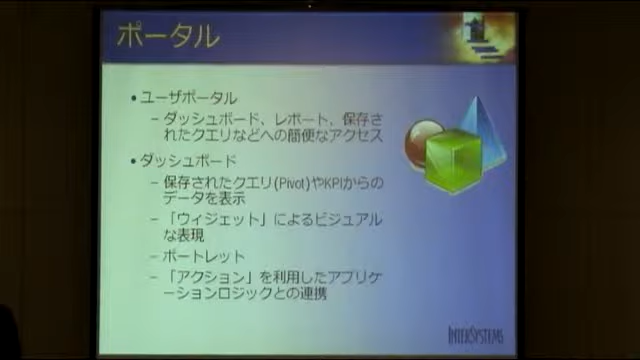 ポータル
• ユーザポータル
– ダッシュボード、レポート、保存さ
れたクエリなどへの簡便なアクセス
• ダッシュボード
– 保存されたクエリ(Pivot)やKPIからの
データを表示
– 「ウィジェット」によるビジュアル
な表現
– ポートレット
– 「アクション」を利用したアプリケ
ーションロジックとの連携
INTERSYSTEMS